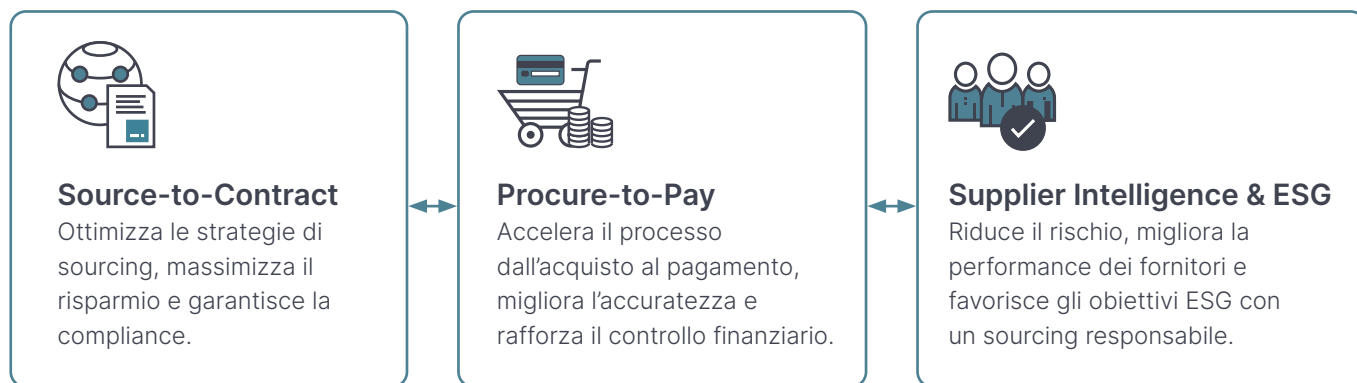 Source-to-Contract
Ottimizza le strategie di
sourcing, massimizza il
risparmio e garantisce la
compliance.
Procure-to-Pay
Accelera il processo
dall’acquisto al pagamento,
migliora l’accuratezza e
rafforza il controllo finanziario.
Supplier Intelligence & ESG
Riduce il rischio, migliora la
performance dei fornitori e
favorisce gli obiettivi ESG con
un sourcing responsabile.